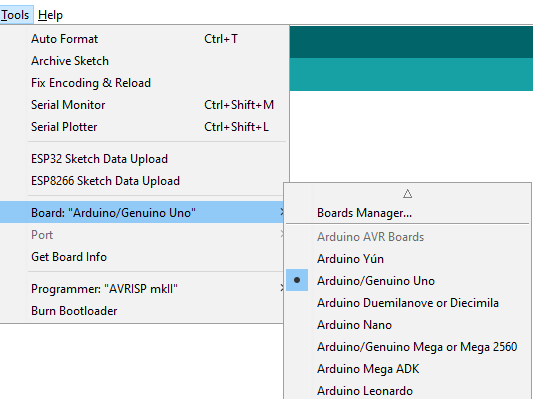 Tools Help
Auto Format Ctrl+T
Archive Sketch
Fix Encoding & Reload
Serial Monitor Ctrl+Shift+M
Serial Plotter Ctrl+Shift+L
ESP32 Sketch Data Upload
ESP8266 Sketch Data Upload
Board: "Arduino/Genuino Uno"
Port
Get Board Info
Programmer: "AVRISP mkII"
Burn Bootloader
Boards Manager...
Arduino AVR Boards
Arduino Yún
Arduino/Genuino Uno
Arduino Duemilanove or Diecimila
Arduino Nano
Arduino/Genuino Mega or Mega 2560
Arduino Mega ADK
Arduino Leonardo